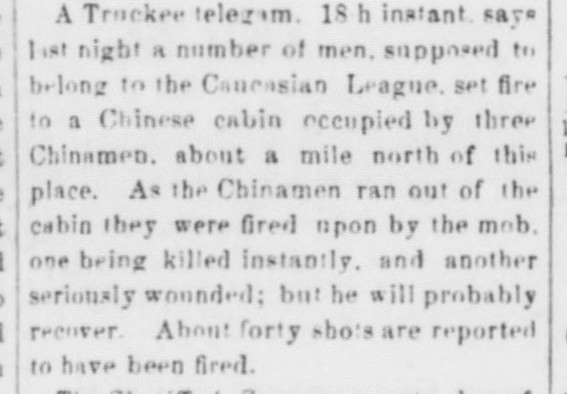 A Truckee telegram, 18 h instant, says
last night a number of men, supposed to
belong to the Caucasian League, set fire
to a Chinese cabin occupied by three
Chinamen, about a mile north of this
place. As the Chinamen ran out of the
cabin they were fired upon by the mob,
one being killed instantly, and another
seriously wounded; but he will probably
recover. About forty shots are reported
to have been fired.